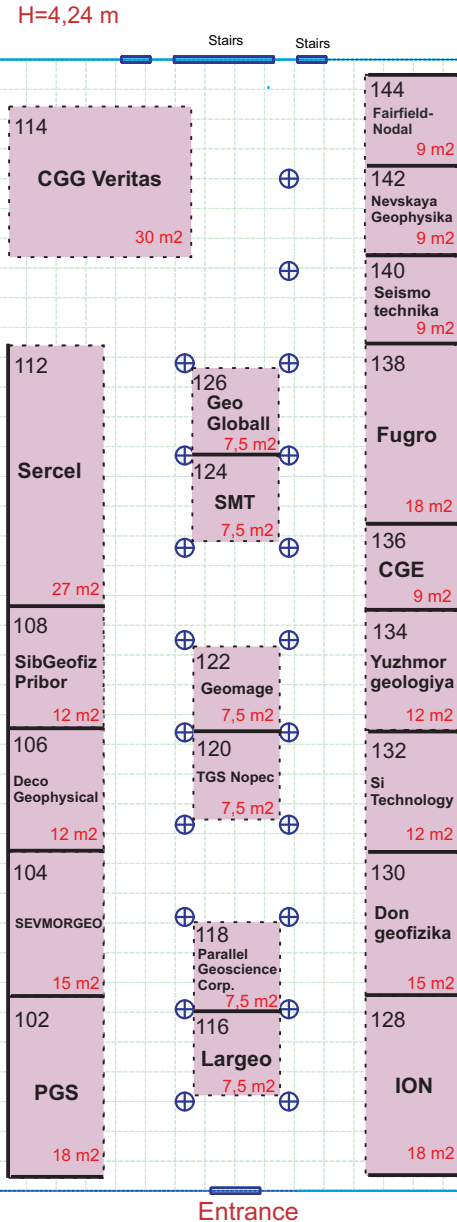 H=4,24 m
Stairs
Stairs
114
CGG Veritas
30 m2
144
Fairfield-
Nodal
9 m2
142
Nevskaya
Geophysika
9 m2
140
Seismo
technika
9 m2
112
Sercel
27 m2
126
Geo
Globall
7,5 m2
124
SMT
7,5 m2
138
Fugro
18 m2
136
CGE
9 m2
108
SibGeofiz
Pribor
12 m2
122
Geomage
7,5 m2
134
Yuzhmor
geologiya
12 m2
106
Deco
Geophysical
12 m2
120
TGS Nopec
7,5 m2
132
Si
Technology
12 m2
104
SEVMORGEO
15 m2
118
Parallel
Geoscience
Corp.
7,5 m2
130
Don
geofizika
15 m2
102
PGS
18 m2
116
Largeo
7,5 m2
128
ION
18 m2
Entrance